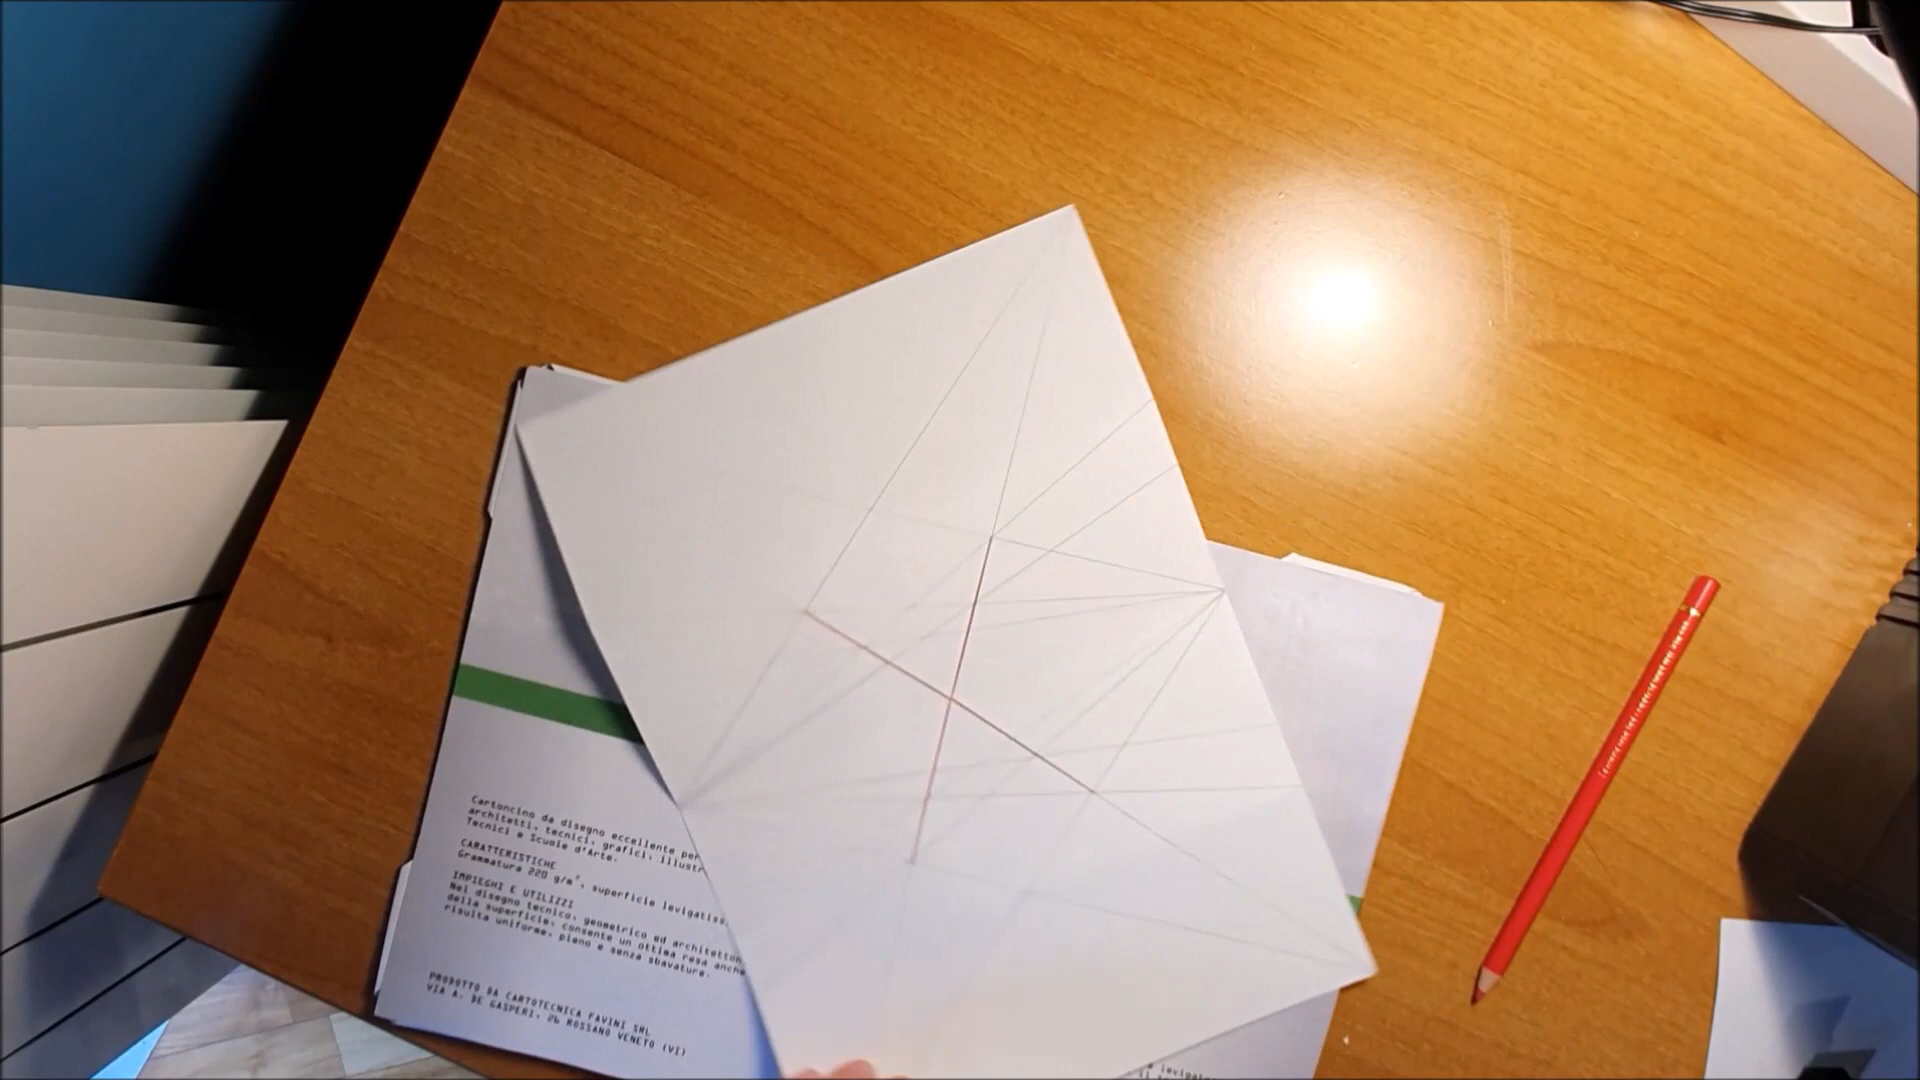 Cartoncino da disegno eccellente per
architetti, tecnici, grafici, illustr
Tecnici e Scuole d'Arte.
CARATTERISTICHE
Grammatura 220 g/m², superficie levigatiss
IMPIEGHI E UTILIZZI
Nel disegno tecnico, geometrico ed architetton
della superficie, consente un ottima resa anche
risulta uniforme, pieno e senza sbavature.
PRODOTTO DA CARTOTECNICA FAVINI SRL
VIA A. DE GASPERI, 26 ROSSANO VENETO (VI)